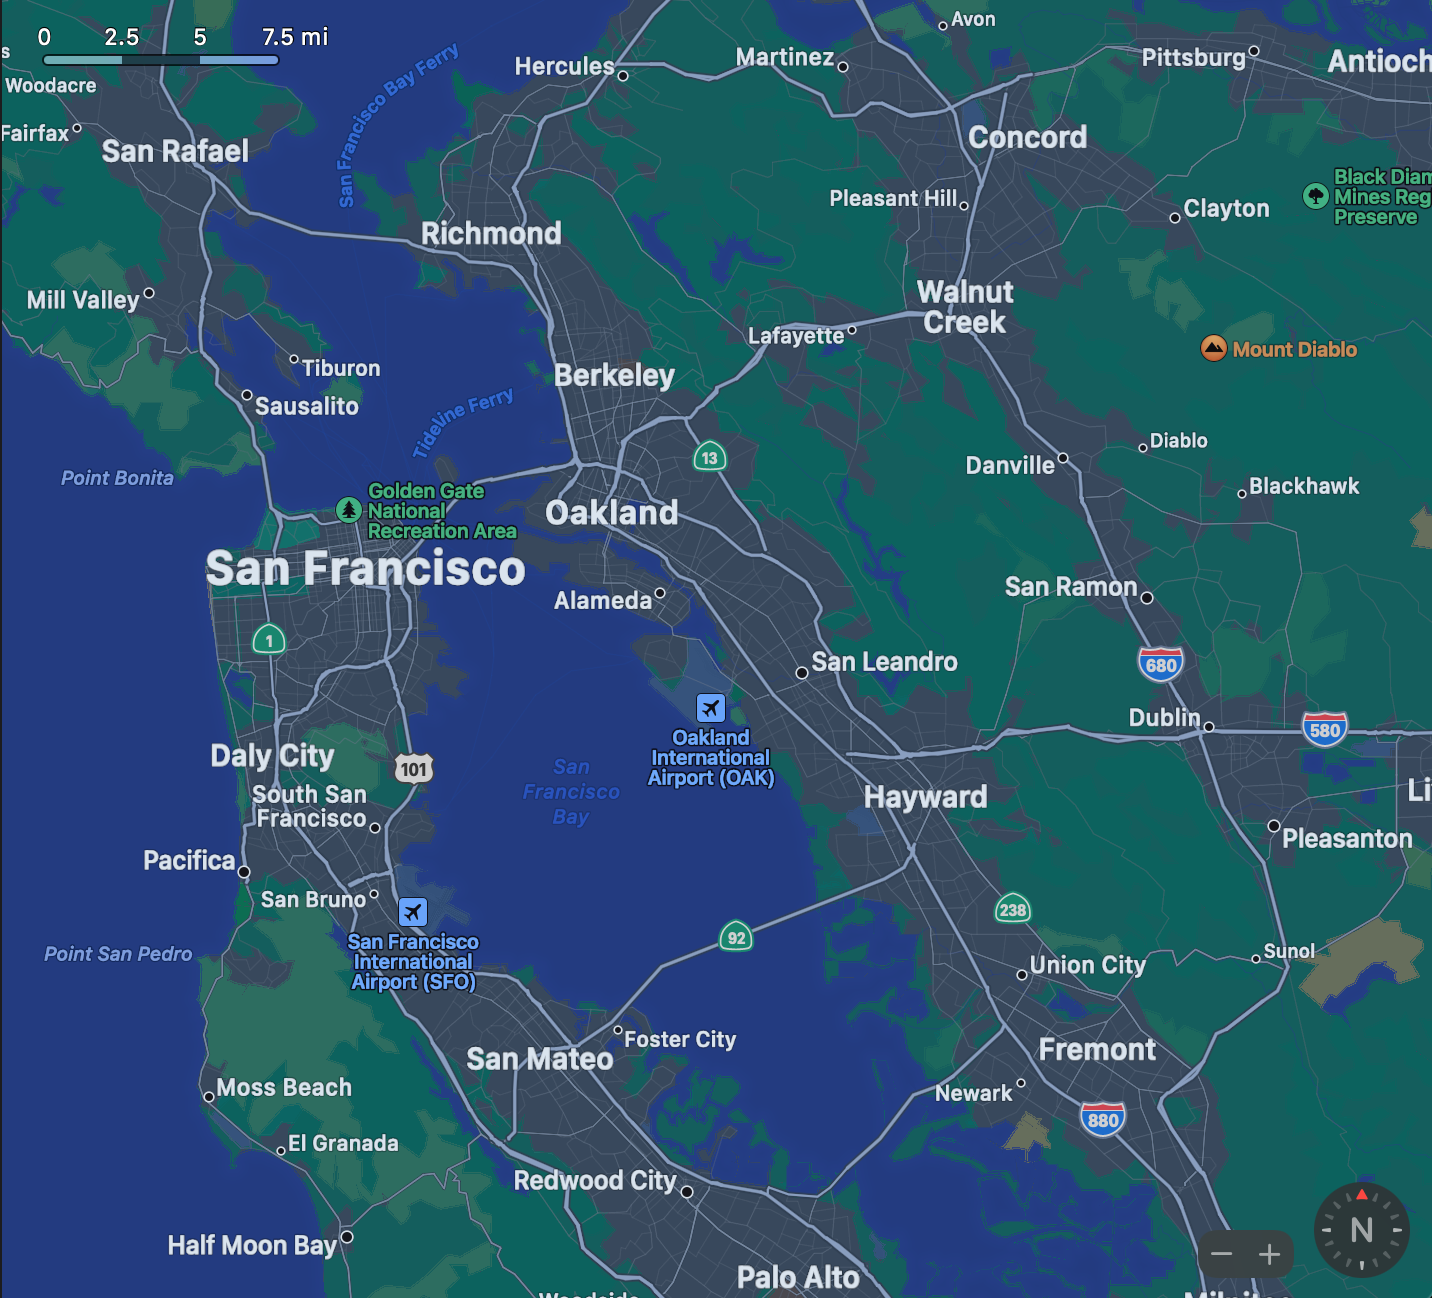 0 2.5 5 7.5 mi
Avon
San Francisco Bay Ferry
Hercules
Martinez
Pittsburg
Antioch
Woodacre
Fairfax
San Rafael
Concord
Black Diam
Mines Reg
Preserve
Pleasant Hill
Clayton
Richmond
Mill Valley
Walnut
Creek
Lafayette
Mount Diablo
Tiburon
Berkeley
Sausalito
Tideline Ferry
Diablo
13
Danville
Point Bonita
Blackhawk
Golden Gate
National
Recreation Area
Oakland
San Francisco
Alameda
San Ramon
1
San Leandro
680
Dublin
580
Oakland
International
Airport (OAK)
Daly City
101
San
Francisco
Bay
South San
Francisco
Hayward
Li
Pleasanton
Pacifica
San Bruno
238
92
San Francisco
International
Airport (SFO)
Point San Pedro
Sunol
Union City
Foster City
San Mateo
Fremont
Moss Beach
Newark
880
El Granada
Redwood City
Half Moon Bay
N
Palo Alto